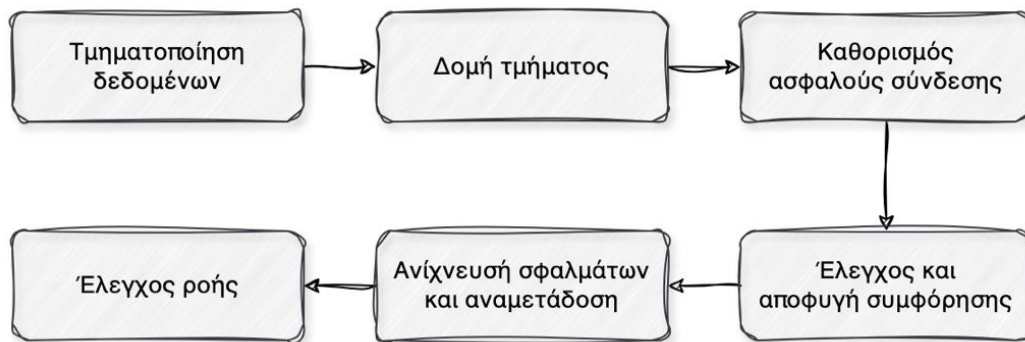 Τμηματοποίηση
δεδομένων
Δομή τμήματος
Καθορισμός
ασφαλούς σύνδεσης
Έλεγχος και
αποφυγή συμφόρησης
Ανίχνευσή σφαλμάτων
και αναμετάδοση
Έλεγχος ροής